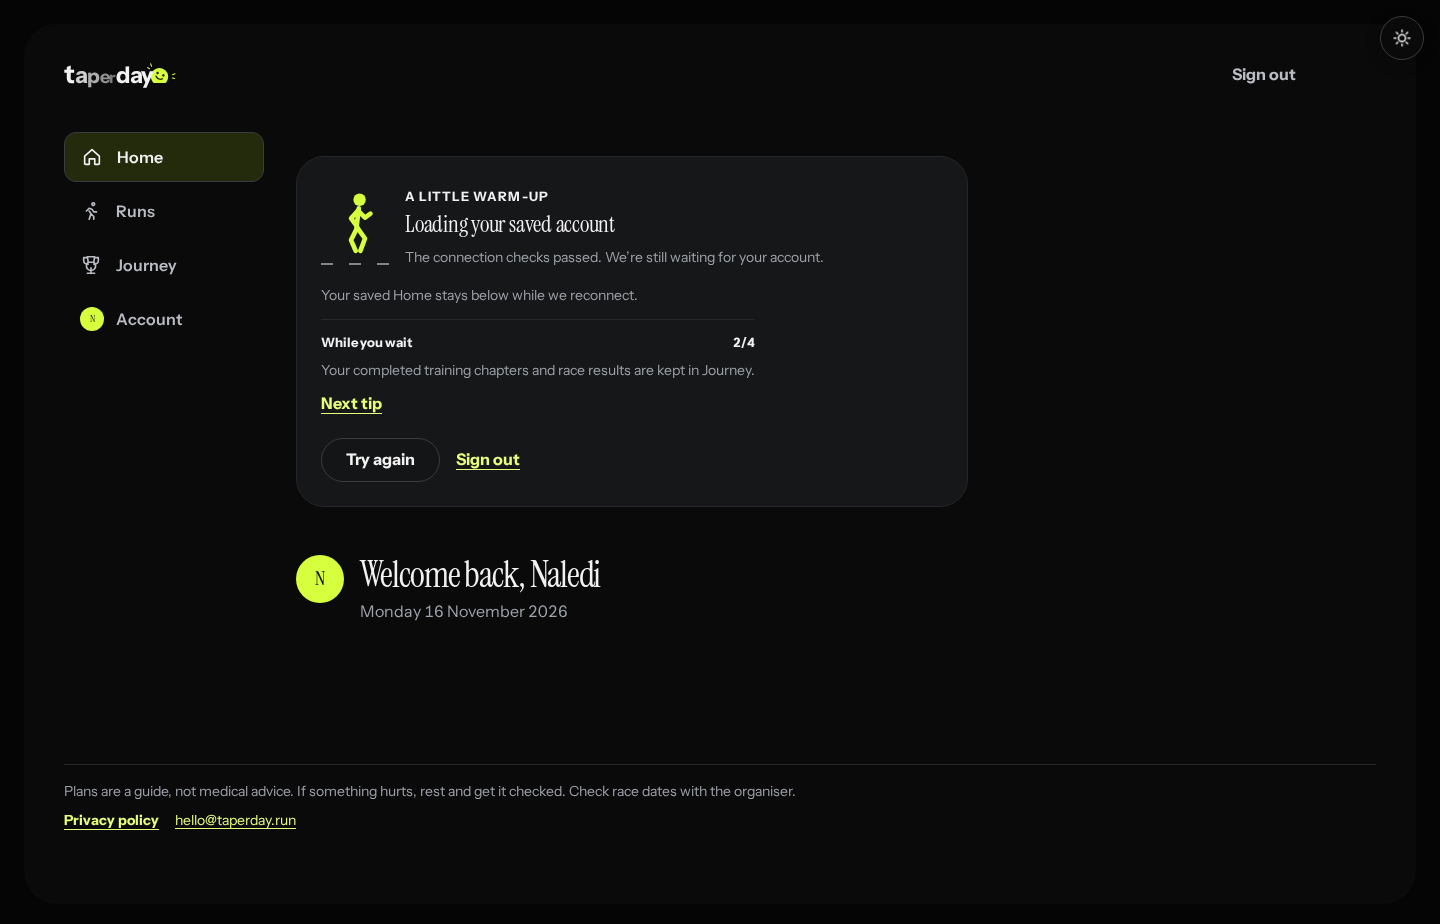 taperday
Sign out
Home
Runs
Journey
N
Account
A LITTLE WARM-UP
Loading your saved account
The connection checks passed. We're still waiting for your account.
Your saved Home stays below while we reconnect.
While you wait
2/4
Your completed training chapters and race results are kept in Journey.
Next tip
Try again
Sign out
N
Welcome back, Naledi
Monday 16 November 2026
Plans are a guide, not medical advice. If something hurts, rest and get it checked. Check race dates with the organiser.
Privacy policy
hello@taperday.run